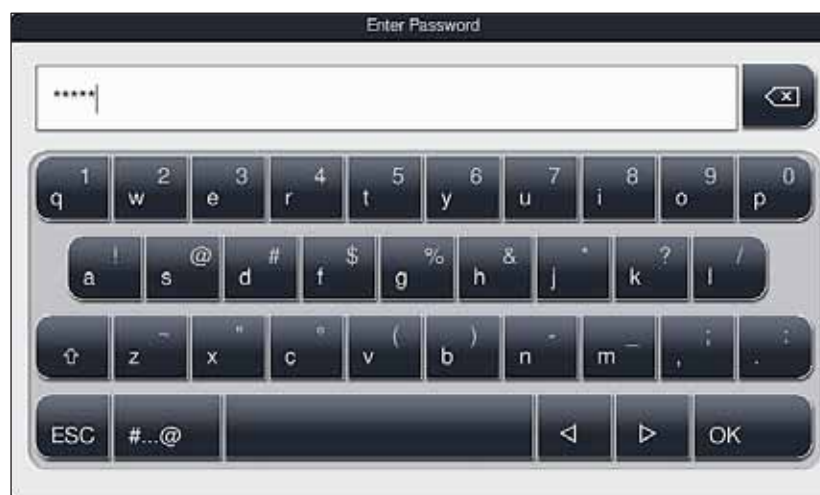 Enter Password
*****
1 2 3 4 5 6 7 8 9 0
q w e r t y u i o p
! @ # $ % & * ? /
a s d f g h j k l
~ " ° ( ) - _ ; :
z x c v b n m , .
ESC #...@ OK